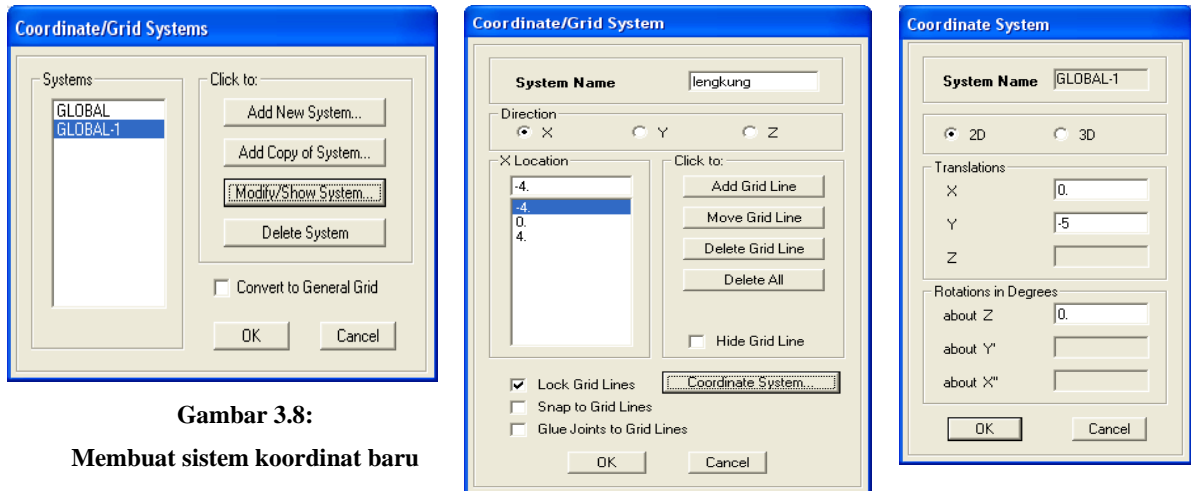 Coordinate/Grid Systems
Systems
GLOBAL
GLOBAL-1
Click to:
Add New System...
Add Copy of System...
Modify/Show System...
Delete System
Convert to General Grid
OK Cancel
Gambar 3.8:
Membuat sistem koordinat baru
Coordinate/Grid System
System Name lengkung
Direction
X Y Z
X Location
-4.
-4.
0.
4.
Click to:
Add Grid Line
Move Grid Line
Delete Grid Line
Delete All
Hide Grid Line
Lock Grid Lines
Coordinate System...
Snap to Grid Lines
Glue Joints to Grid Lines
OK Cancel
Coordinate System
System Name GLOBAL-1
2D 3D
Translations
X 0.
Y -5
Z
Rotations in Degrees
about Z 0.
about Y'
about X''
OK Cancel